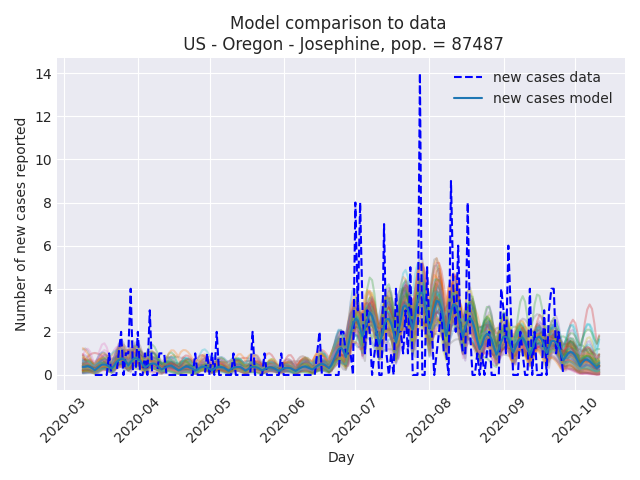 Model comparison to data
US - Oregon - Josephine, pop. = 87487
new cases data
new cases model
Number of new cases reported
14
12
10
8
6
4
2
0
2020-03
2020-04
2020-05
2020-06
2020-07
2020-08
2020-09
2020-10
Day